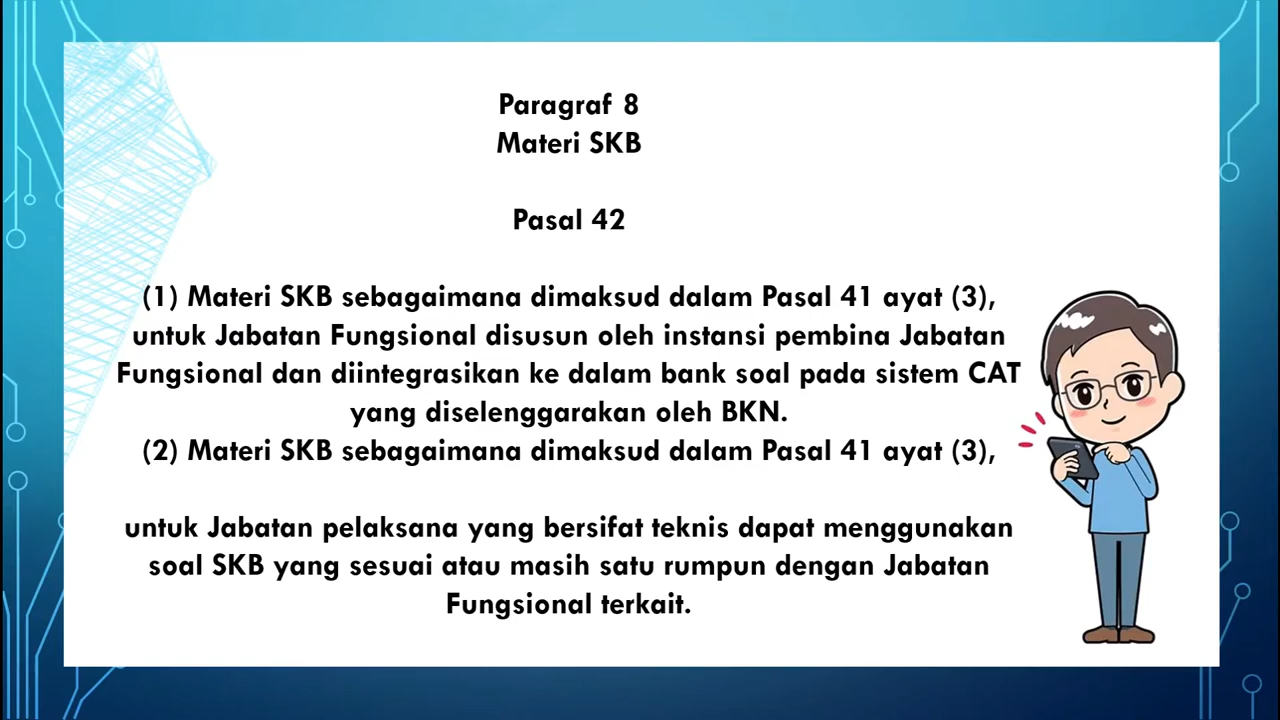 Paragraf 8
Materi SKB
Pasal 42
(1) Materi SKB sebagaimana dimaksud dalam Pasal 41 ayat (3),
untuk Jabatan Fungsional disusun oleh instansi pembina Jabatan
Fungsional dan diintegrasikan ke dalam bank soal pada sistem CAT
yang diselenggarakan oleh BKN.
(2) Materi SKB sebagaimana dimaksud dalam Pasal 41 ayat (3),
untuk Jabatan pelaksana yang bersifat teknis dapat menggunakan
soal SKB yang sesuai atau masih satu rumpun dengan Jabatan
Fungsional terkait.